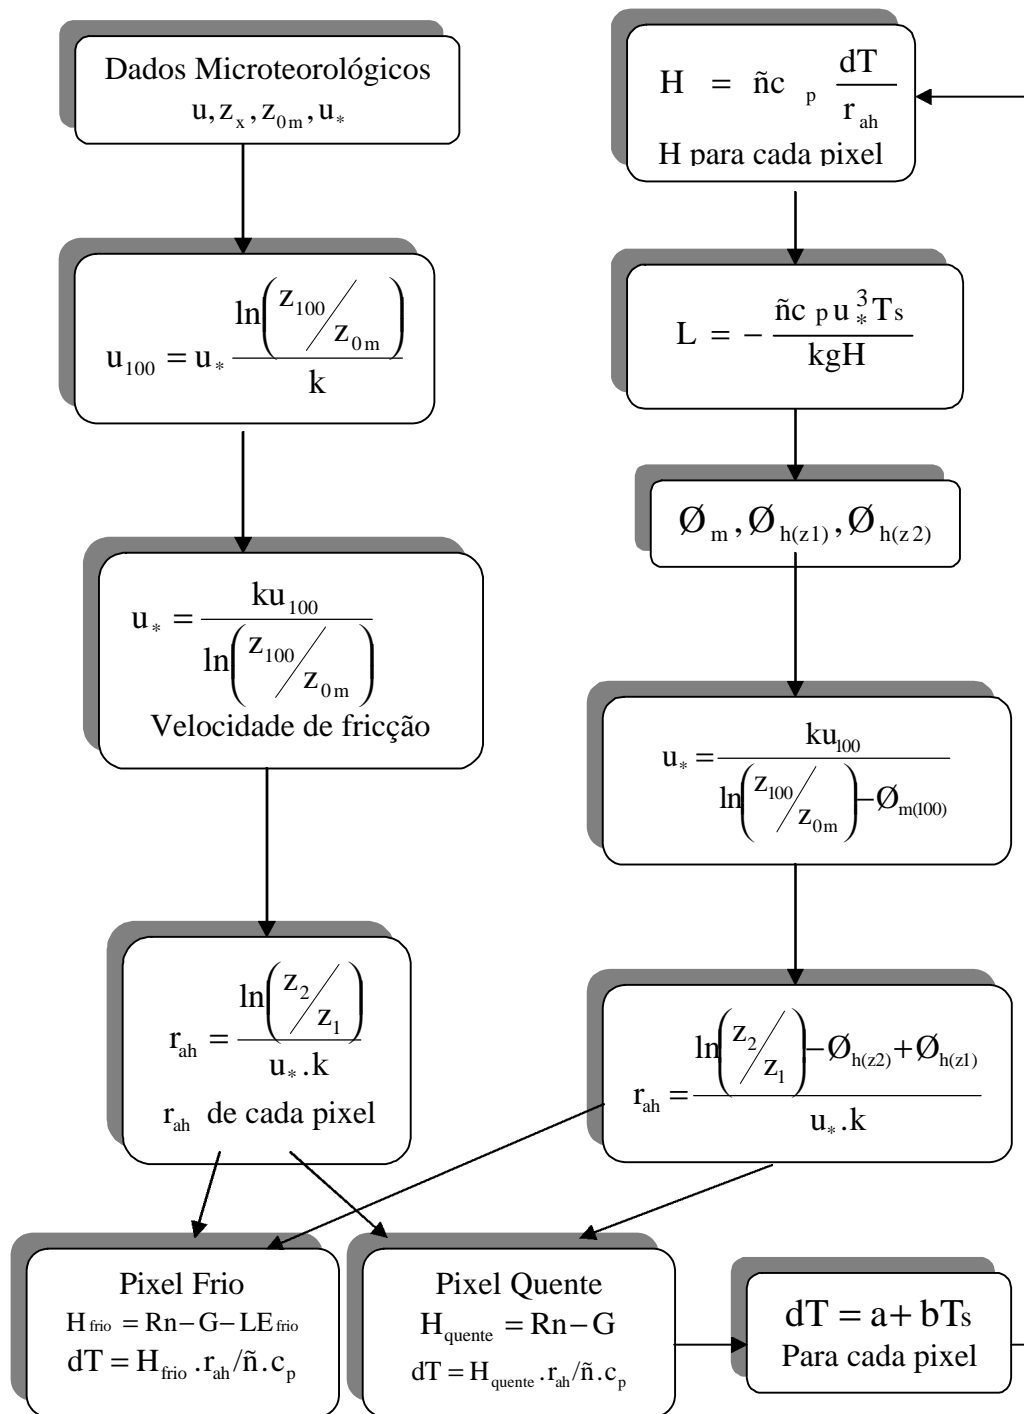 Dados Microteorológicos
u, z_x, z_0m, u_*
u_100 = u_* ln(z_100/z_0m) / k
u_* = ku_100 / ln(z_100/z_0m)
Velocidade de fricção
r_ah = ln(z_2/z_1) / u_*.k
r_ah de cada pixel
Pixel Frio
H_frio = Rn−G−LE_frio
dT = H_frio.r_ah/ñ.c_p
Pixel Quente
H_quente = Rn−G
dT = H_quente.r_ah/ñ.c_p
dT = a+bTs
Para cada pixel
H = ñc_p dT / r_ah
H para cada pixel
L = − ñc_p u_*^3 Ts / kgH
Ø_m, Ø_h(z1), Ø_h(z2)
u_* = ku_100 / ln(z_100/z_0m)−Ø_m(100)
r_ah = ln(z_2/z_1)−Ø_h(z2)+Ø_h(z1) / u_*.k